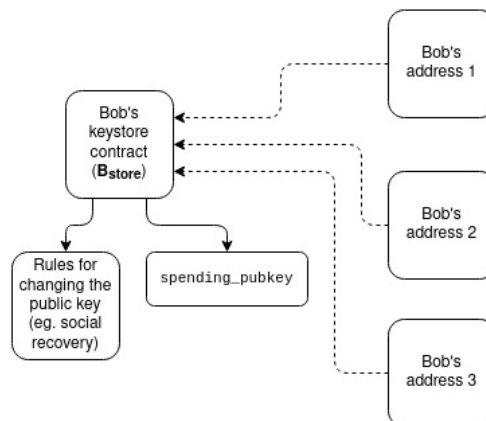 Bob's
address 1
Bob's
keystore
contract
(Bstore)
Bob's
address 2
Rules for
changing the
public key
(eg. social
recovery)
spending_pubkey
Bob's
address 3